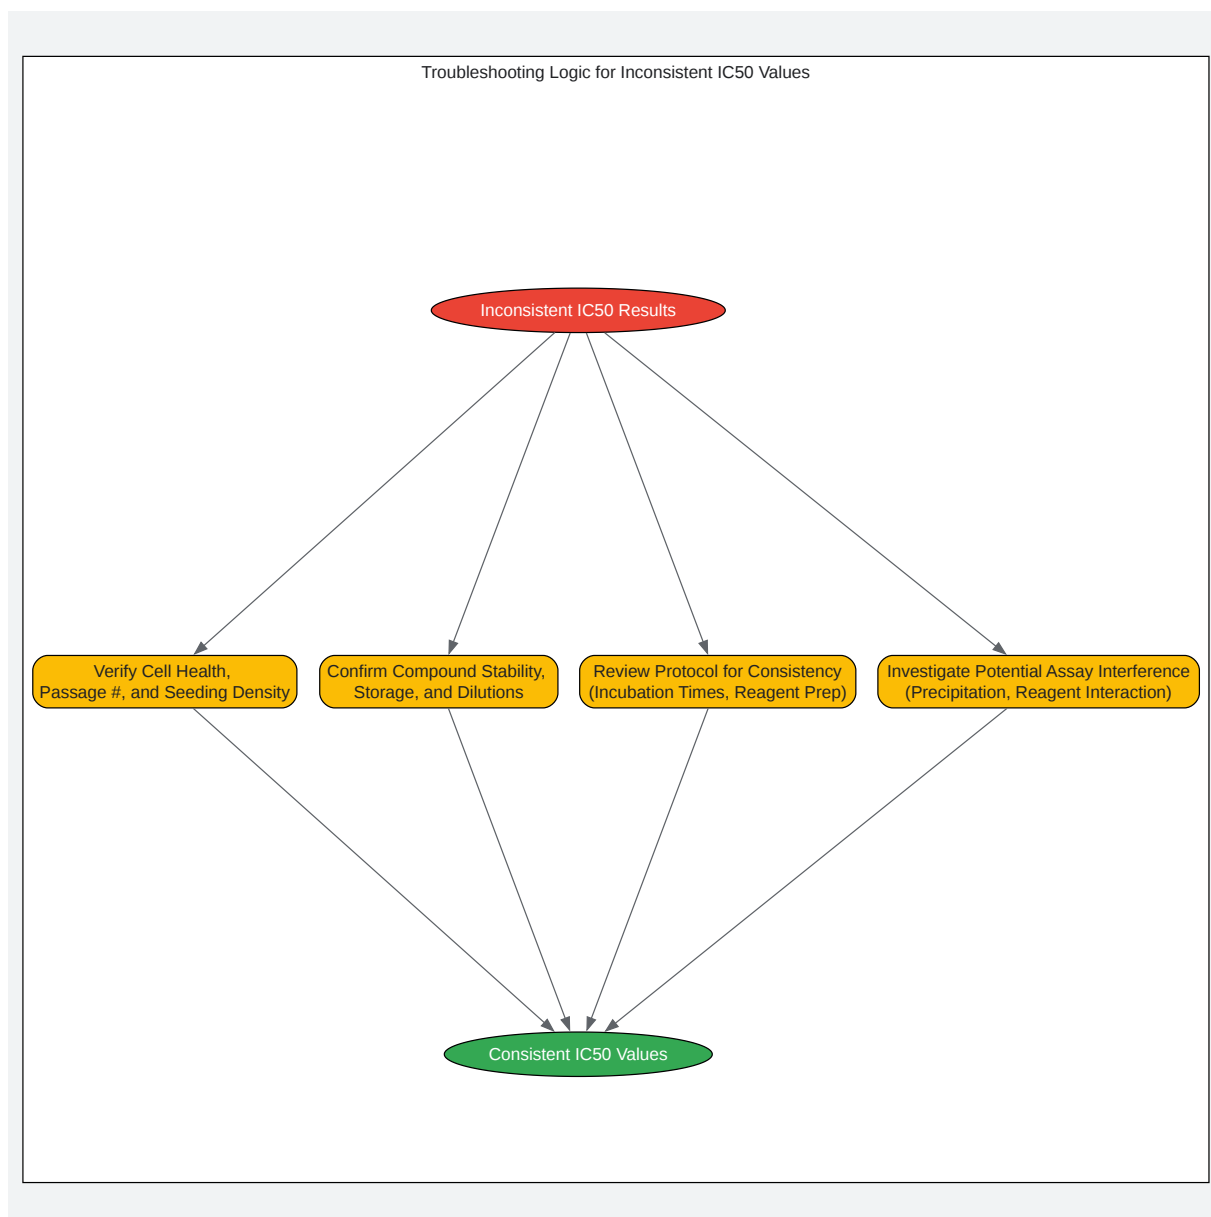 Troubleshooting Logic for Inconsistent IC50 Values
Inconsistent IC50 Results
Verify Cell Health,
Passage #, and Seeding Density
Confirm Compound Stability,
Storage, and Dilutions
Review Protocol for Consistency
(Incubation Times, Reagent Prep)
Investigate Potential Assay Interference
(Precipitation, Reagent Interaction)
Consistent IC50 Values